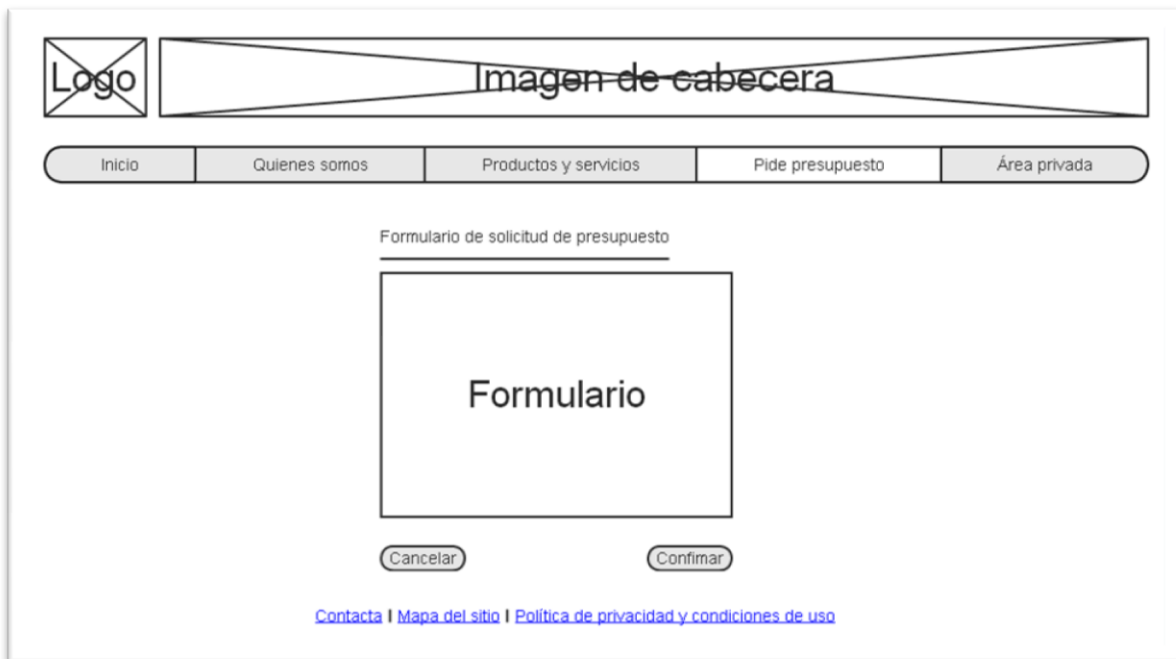 Logo Imagen de cabecera
Inicio Quienes somos Productos y servicios Pide presupuesto Área privada
Formulario de solicitud de presupuesto
Formulario
Cancelar Confimar
Contacta I Mapa del sitio I Política de privacidad y condiciones de uso